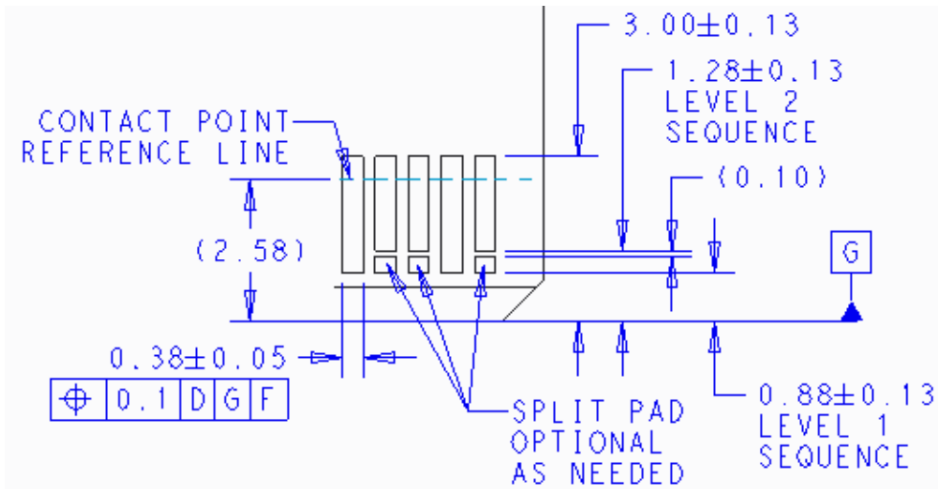 3.00±0.13
1.28±0.13
LEVEL 2
SEQUENCE
CONTACT POINT
REFERENCE LINE
(0.10)
(2.58)
G
0.38±0.05
⌖ 0.1 D G F
SPLIT PAD
OPTIONAL
AS NEEDED
0.88±0.13
LEVEL 1
SEQUENCE